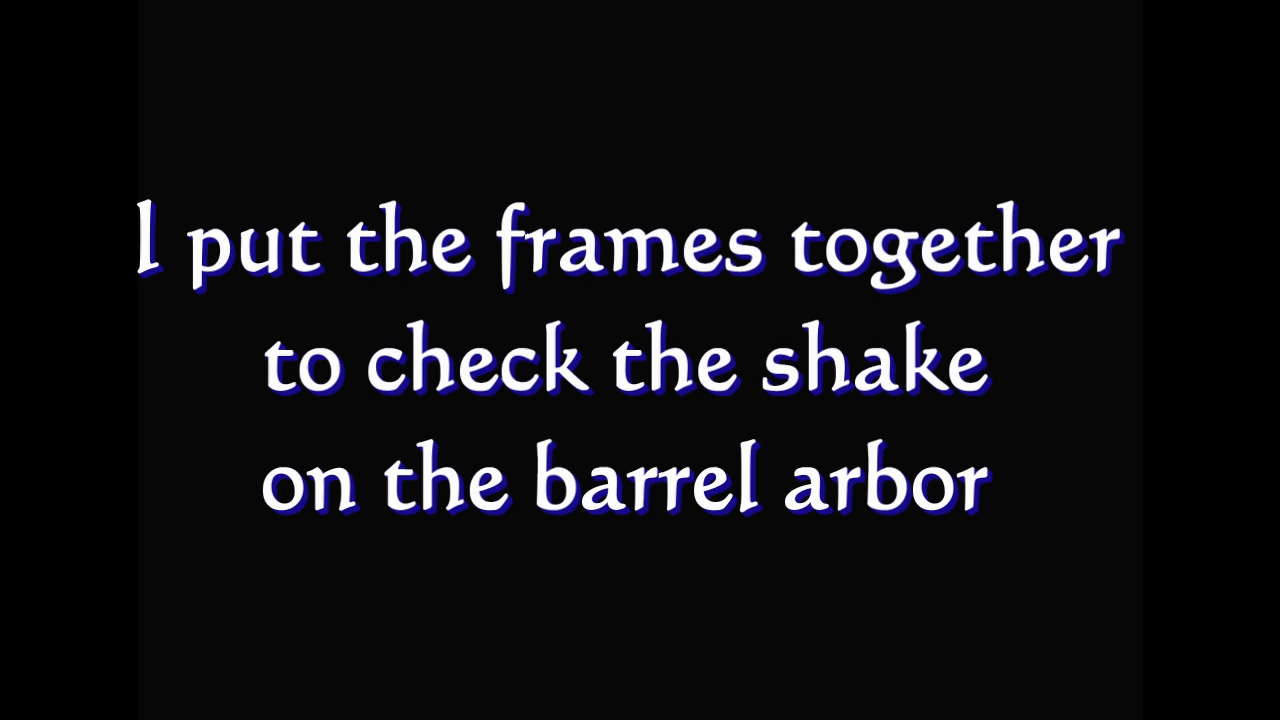 I put the frames together
to check the shake
on the barrel arbor